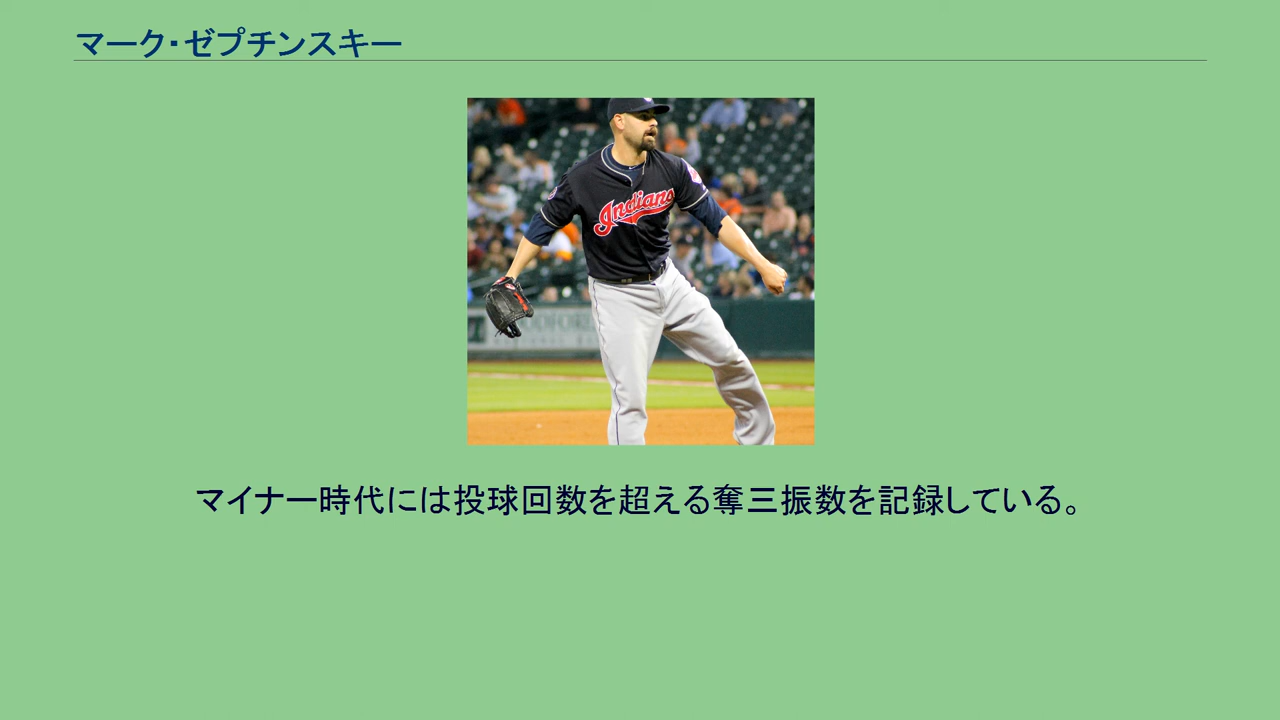 マーク・ゼプチンスキー
Indians
マイナー時代には投球回数を超える奪三振数を記録している。